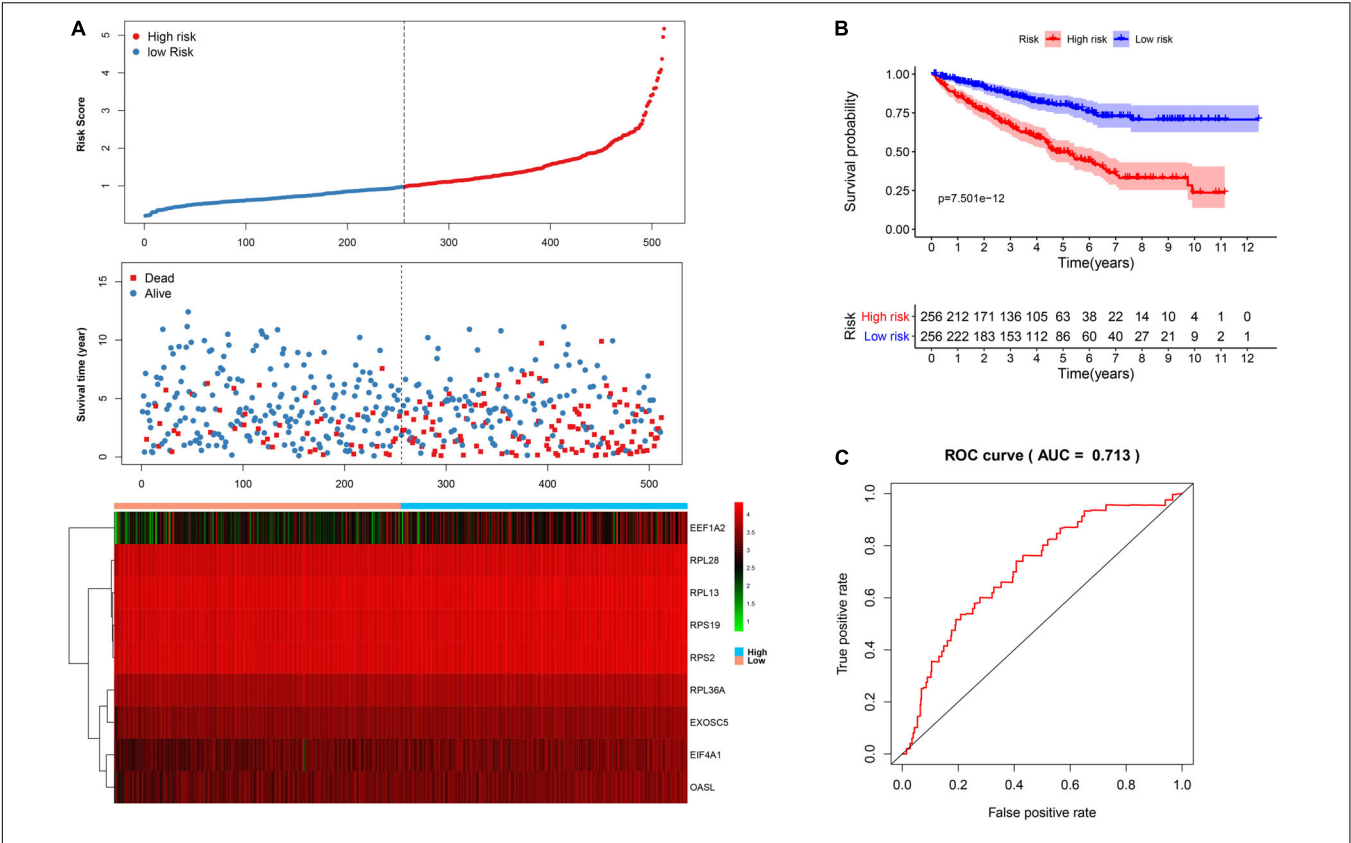 A
High risk
low Risk
Risk Score
5
4
3
2
1
0 100 200 300 400 500
Dead
Alive
Suvival time (year)
15
10
5
0
0 100 200 300 400 500
EEF1A2
RPL28
RPL13
RPS19
RPS2
RPL36A
EXOSC5
EIF4A1
OASL
4
3.5
3
2.5
2
1.5
1
High
Low
B
Risk High risk Low risk
Survival probability
1.00
0.75
0.50
0.25
0.00
p=7.501e−12
0 1 2 3 4 5 6 7 8 9 10 11 12
Time(years)
Risk
High risk 256 212 171 136 105 63 38 22 14 10 4 1 0
Low risk 256 222 183 153 112 86 60 40 27 21 9 2 1
0 1 2 3 4 5 6 7 8 9 10 11 12
Time(years)
C
ROC curve ( AUC = 0.713 )
True positive rate
1.0
0.8
0.6
0.4
0.2
0.0
0.0 0.2 0.4 0.6 0.8 1.0
False positive rate